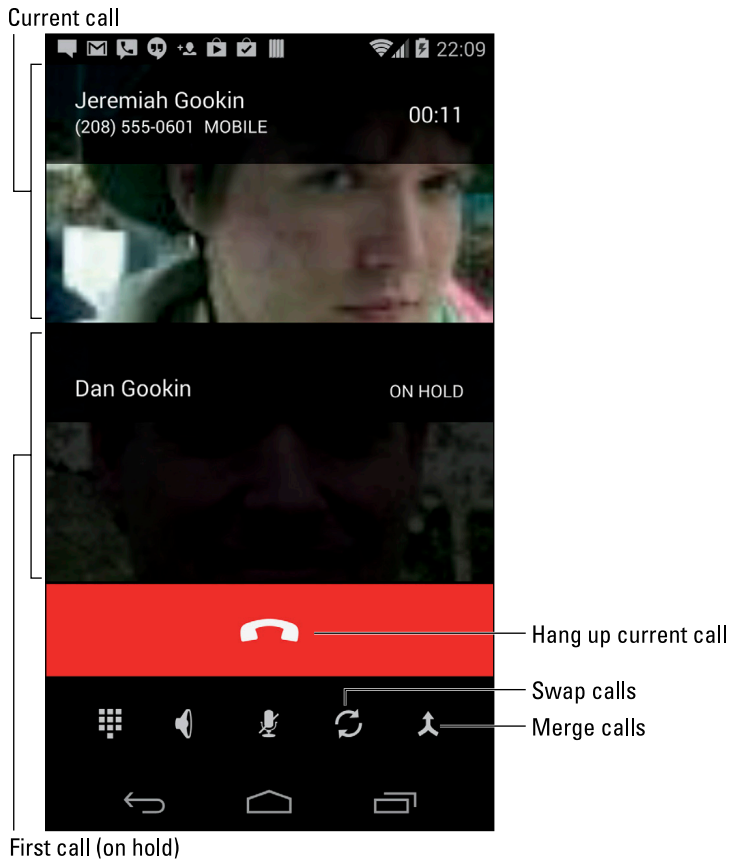 Current call
22:09
Jeremiah Gookin
(208) 555-0601 MOBILE
00:11
Dan Gookin
ON HOLD
Hang up current call
Swap calls
Merge calls
First call (on hold)